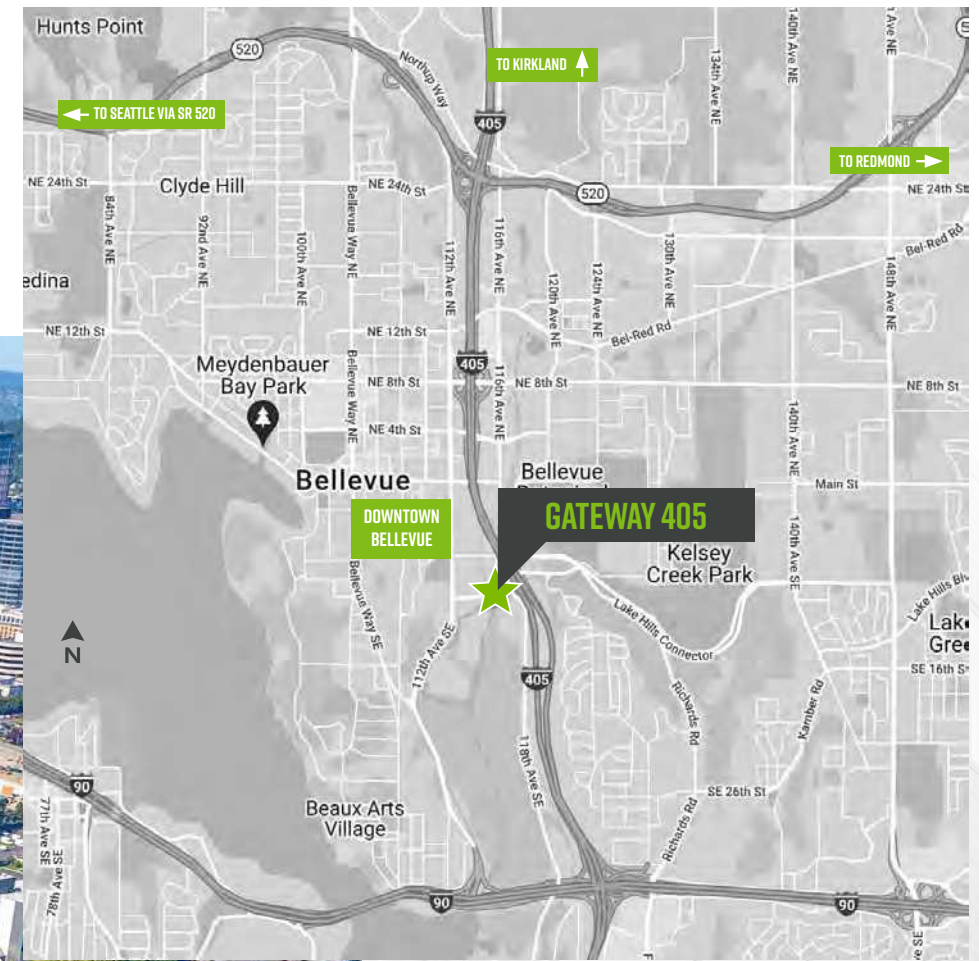 Hunts Point
520
Northup Way
TO KIRKLAND
134th Ave NE
140th Ave NE
Ave NE
405
TO SEATTLE VIA SR 520
TO REDMOND
NE 24th St
Clyde Hill
NE 24th St
520
NE 24th St
84th Ave NE
92nd Ave NE
100th Ave NE
Bellevue Way NE
112th Ave NE
116th Ave NE
120th Ave NE
124th Ave NE
130th Ave NE
Bel-Red Rd
148th Ave NE
edina
NE 12th St
NE 12th St
Bel-Red Rd
Meydenbauer
Bay Park
405
Bellevue Way NE
NE 8th St
116th Ave NE
NE 8th St
NE 8th St
NE 4th St
140th Ave NE
Bellevue
Bellevue
Main St
DOWNTOWN
BELLEVUE
GATEWAY 405
140th Ave SE
Kelsey
Creek Park
Bellevue Way SE
112th Ave SE
Lake Hills Connector
Lake Hills Blv
Lak
Gre
SE 16th S
N
405
Richards Rd
Kamber Rd
118th Ave SE
90
77th Ave SE
78th Ave SE
Beaux Arts
Village
SE 26th St
Richards Rd
90
90
ve SE
F